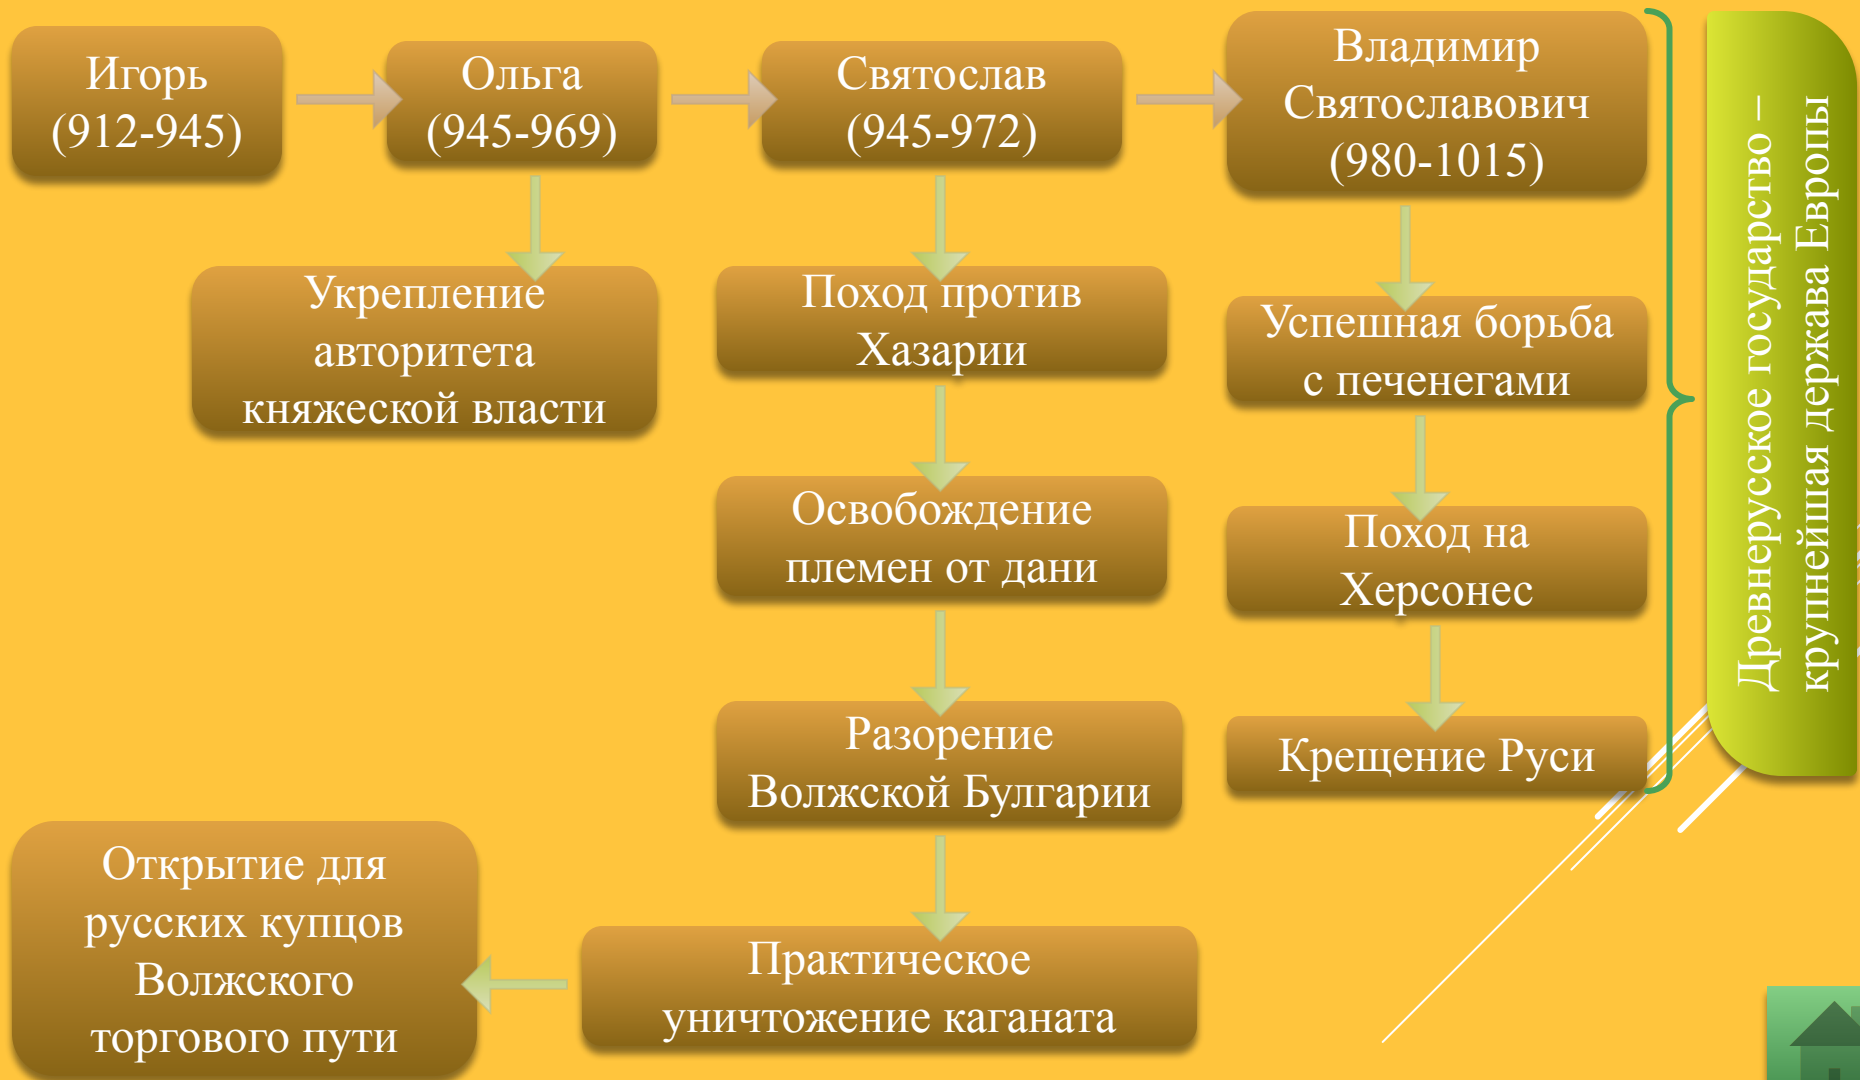 Игорь
(912-945)
Ольга
(945-969)
Святослав
(945-972)
Владимир
Святославович
(980-1015)
Укрепление
авторитета
княжеской власти
Поход против
Хазарии
Освобождение
племен от дани
Разорение
Волжской Булгарии
Практическое
уничтожение каганата
Открытие для
русских купцов
Волжского
торгового пути
Успешная борьба
с печенегами
Поход на
Херсонес
Крещение Руси
Древнерусское государство –
крупнейшая держава Европы